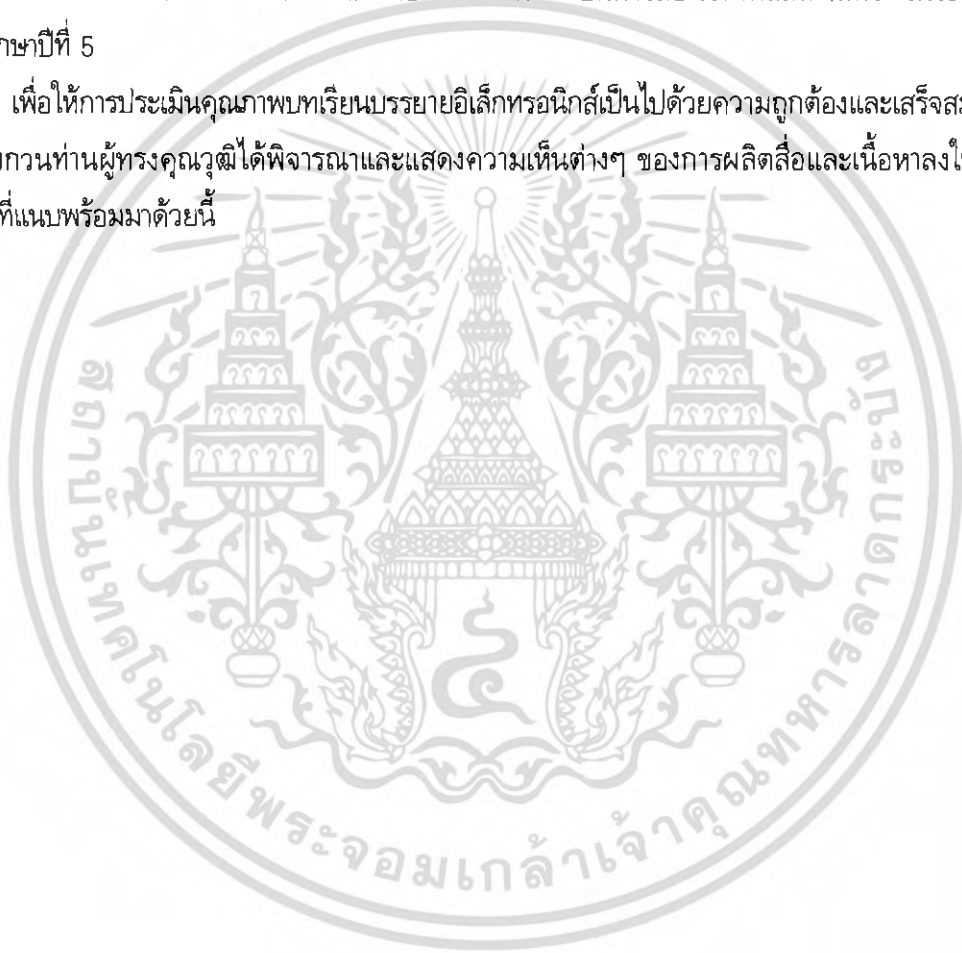 กษาปีที่ 5
เพื่อให้การประเมินคุณภาพบทเรียนบรรยายอิเล็กทรอนิกส์เป็นไปด้วยความถูกต้องและเสร็จส
กวนท่านผู้ทรงคุณวุฒิได้พิจารณาและแสดงความเห็นต่างๆ ของการผลิตสื่อและเนื้อหาลง
ที่แนบพร้อมมาด้วยนี้
สถาบันเทคโนโลยีพระจอมเกล้าเจ้าคุณทหารลาดกระบัง
๔